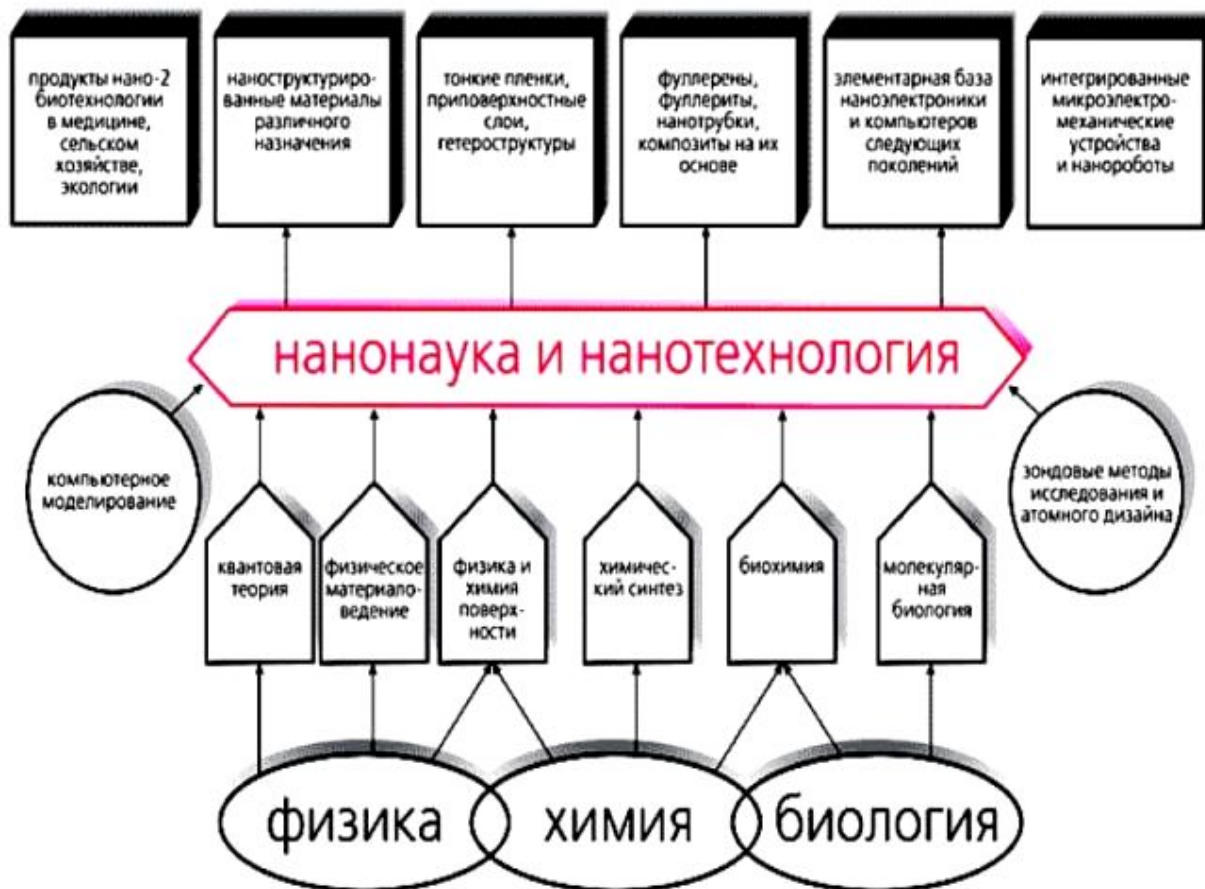 продукты нано-2
биотехнологии
в медицине,
сельском
хозяйстве,
экологии
наноструктуриро-
ванные материалы
различного
назначения
тонкие пленки,
приповерхностные
слои,
гетероструктуры
фуллерены,
фуллериты,
нанотрубки,
композиты на их
основе
элементарная база
наноэлектроники
и компьютеров
следующих
поколений
интегрированные
микроэлектро-
механические
устройства
и нанороботы
нанонаука и нанотехнология
компьютерное
моделирование
зондовые методы
исследования и
атомного дизайна
квантовая
теория
физическое
материало-
ведение
физика и
химия
поверх-
ности
химичес-
кий синтез
биохимия
молекуляр-
ная
биология
физика
химия
биология